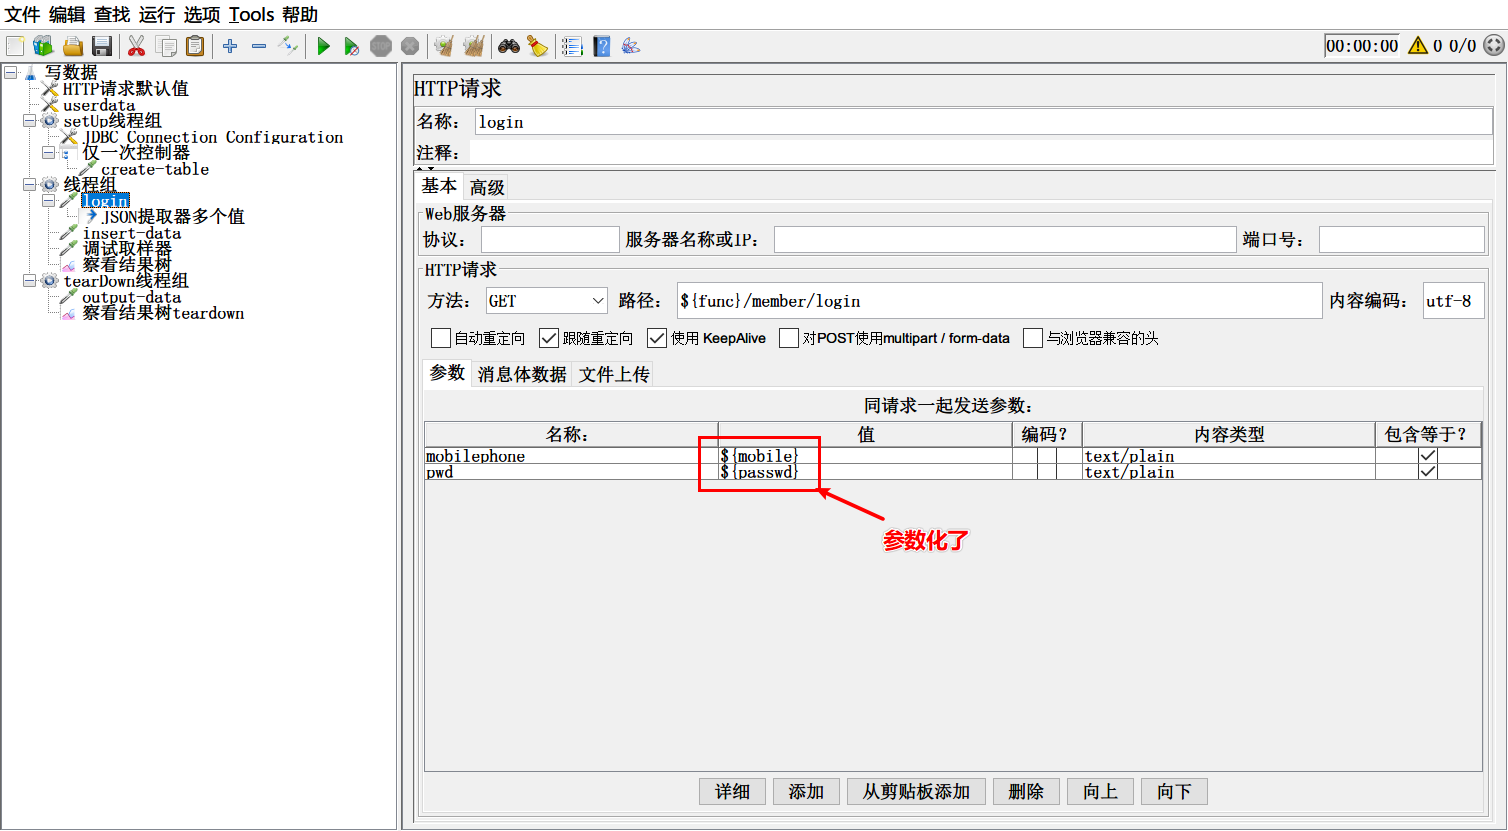 文件 编辑 查找 运行 选项 Tools 帮助
STOP
00:00:00 0 0/0
写数据
HTTP请求默认值
userdata
setUp线程组
JDBC Connection Configuration
仅一次控制器
create-table
线程组
login
JSON提取器多个值
insert-data
调试取样器
察看结果树
tearDown线程组
output-data
察看结果树teardown
HTTP请求
名称: login
注释:
基本 高级
Web服务器
协议: 服务器名称或IP: 端口号:
HTTP请求
方法: GET 路径: ${func}/member/login 内容编码: utf-8
自动重定向 跟随重定向 使用 KeepAlive 对POST使用multipart / form-data 与浏览器兼容的头
参数 消息体数据 文件上传
同请求一起发送参数:
名称: 值 编码? 内容类型 包含等于?
mobilephone ${mobile} text/plain
pwd ${passwd} text/plain
参数化了
详细 添加 从剪贴板添加 删除 向上 向下